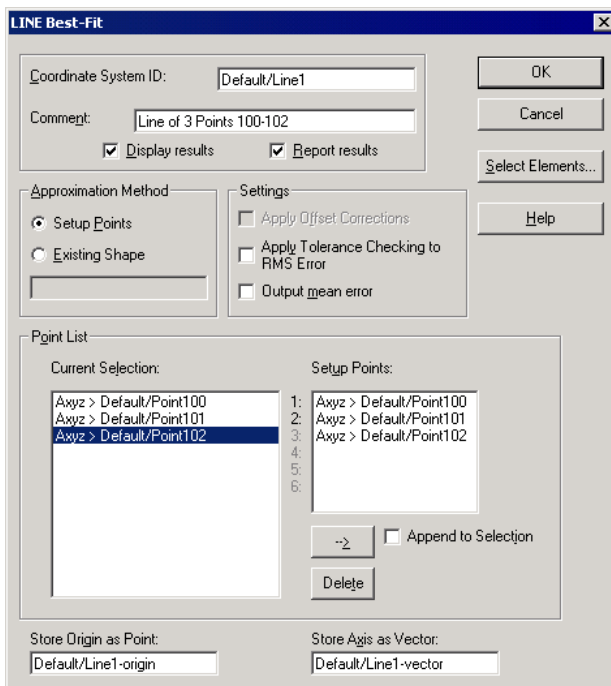 LINE Best-Fit
Coordinate System ID: Default/Line1
Comment: Line of 3 Points 100-102
Display results Report results
OK
Cancel
Select Elements...
Help
Approximation Method
Setup Points
Existing Shape
Settings
Apply Offset Corrections
Apply Tolerance Checking to
RMS Error
Output mean error
Point List
Current Selection:
Axyz > Default/Point100
Axyz > Default/Point101
Axyz > Default/Point102
Setup Points:
1: Axyz > Default/Point100
2: Axyz > Default/Point101
3: Axyz > Default/Point102
4:
5:
6:
-->
Append to Selection
Delete
Store Origin as Point:
Default/Line1-origin
Store Axis as Vector:
Default/Line1-vector